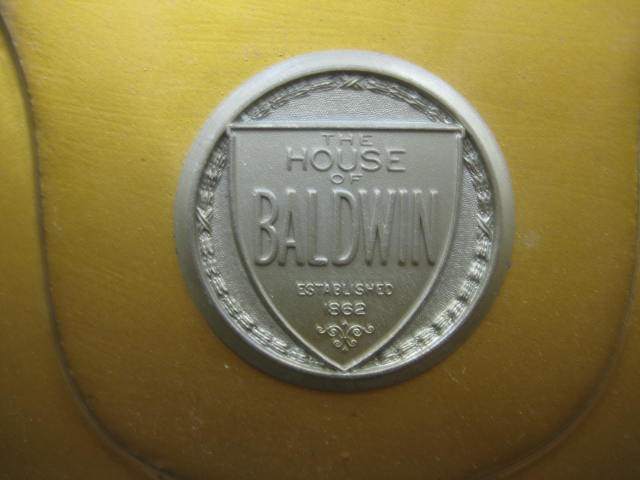 THE
HOUSE
OF
BALDWIN
ESTABLISHED
1862